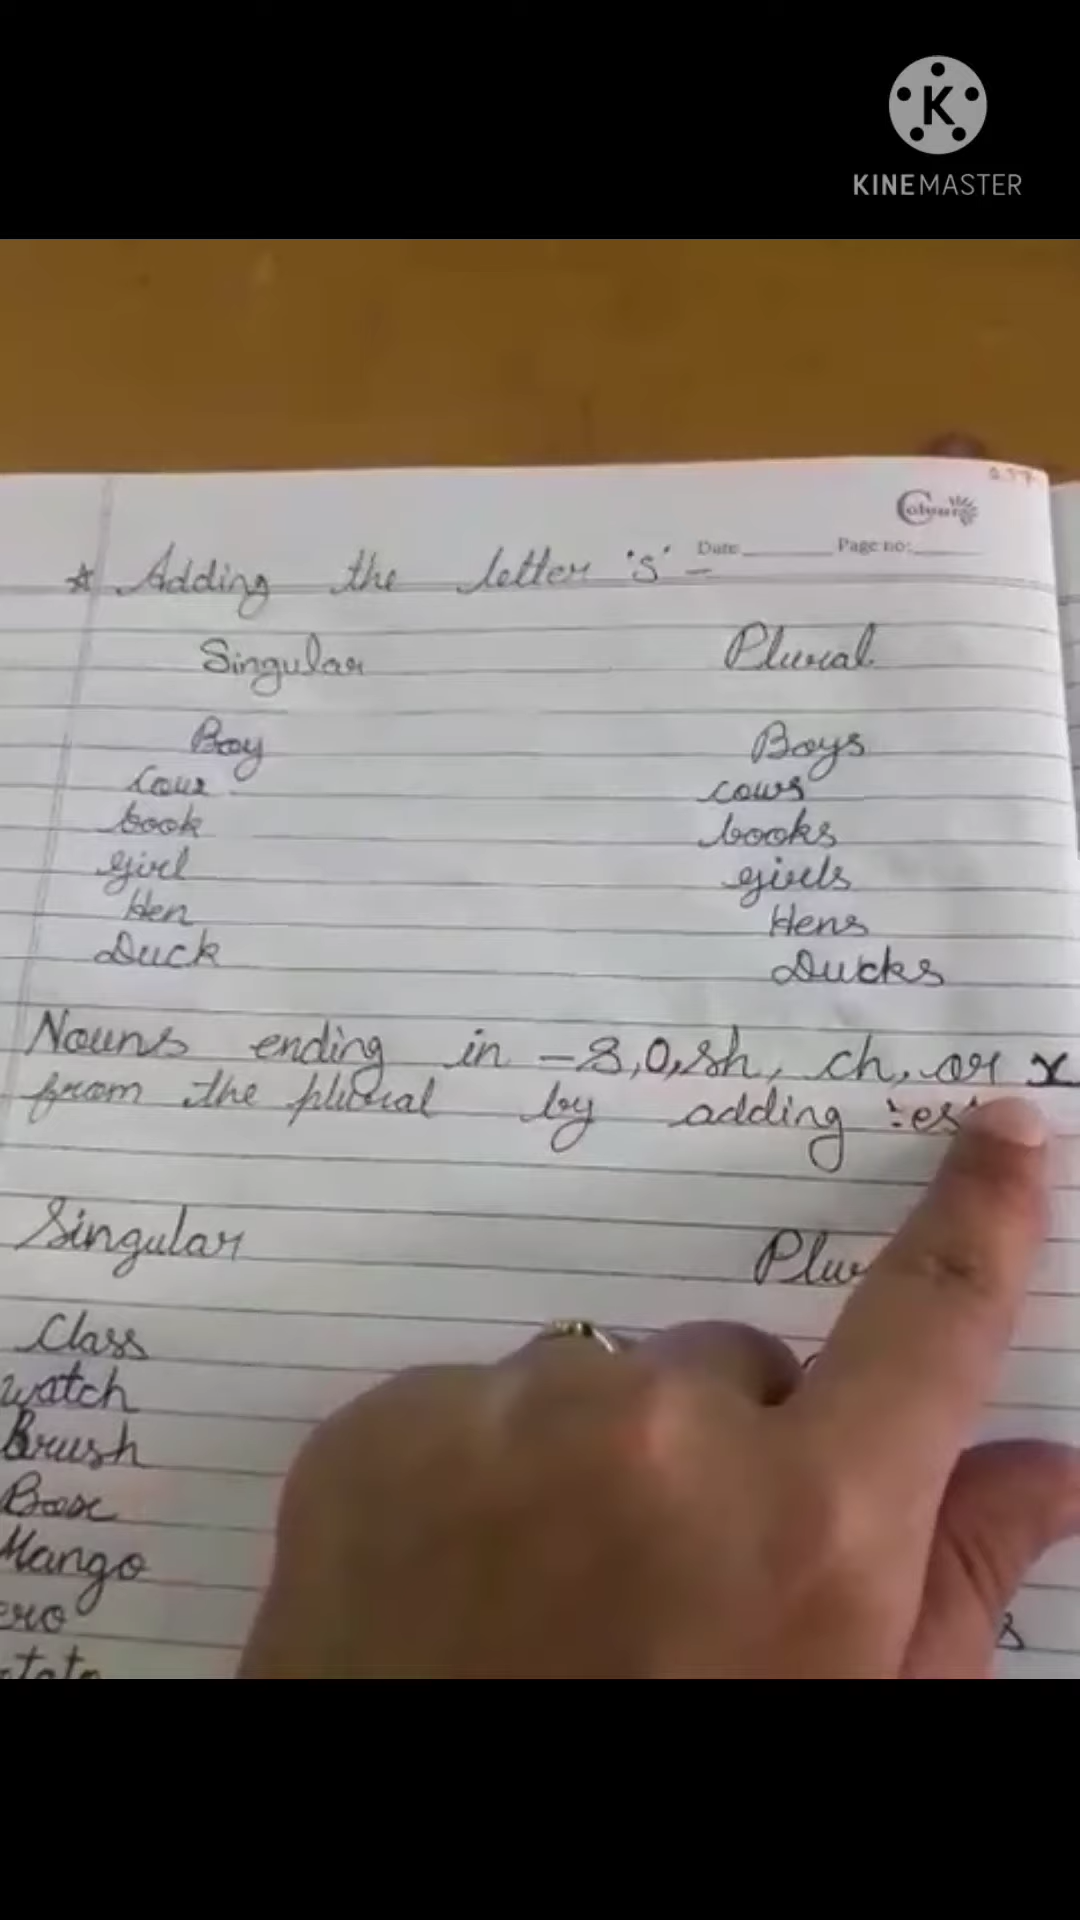 KINEMASTER
Colour
Date Page no:
☆ Adding the letter 's' –
Singular Plural
Boy Boys
Cow cows
book books
girl girls
Hen Hens
Duck Ducks
Nouns ending in – s, o, sh, ch, or x
from the plural by adding
Singular
Class
watch
Brush
Box
Mango